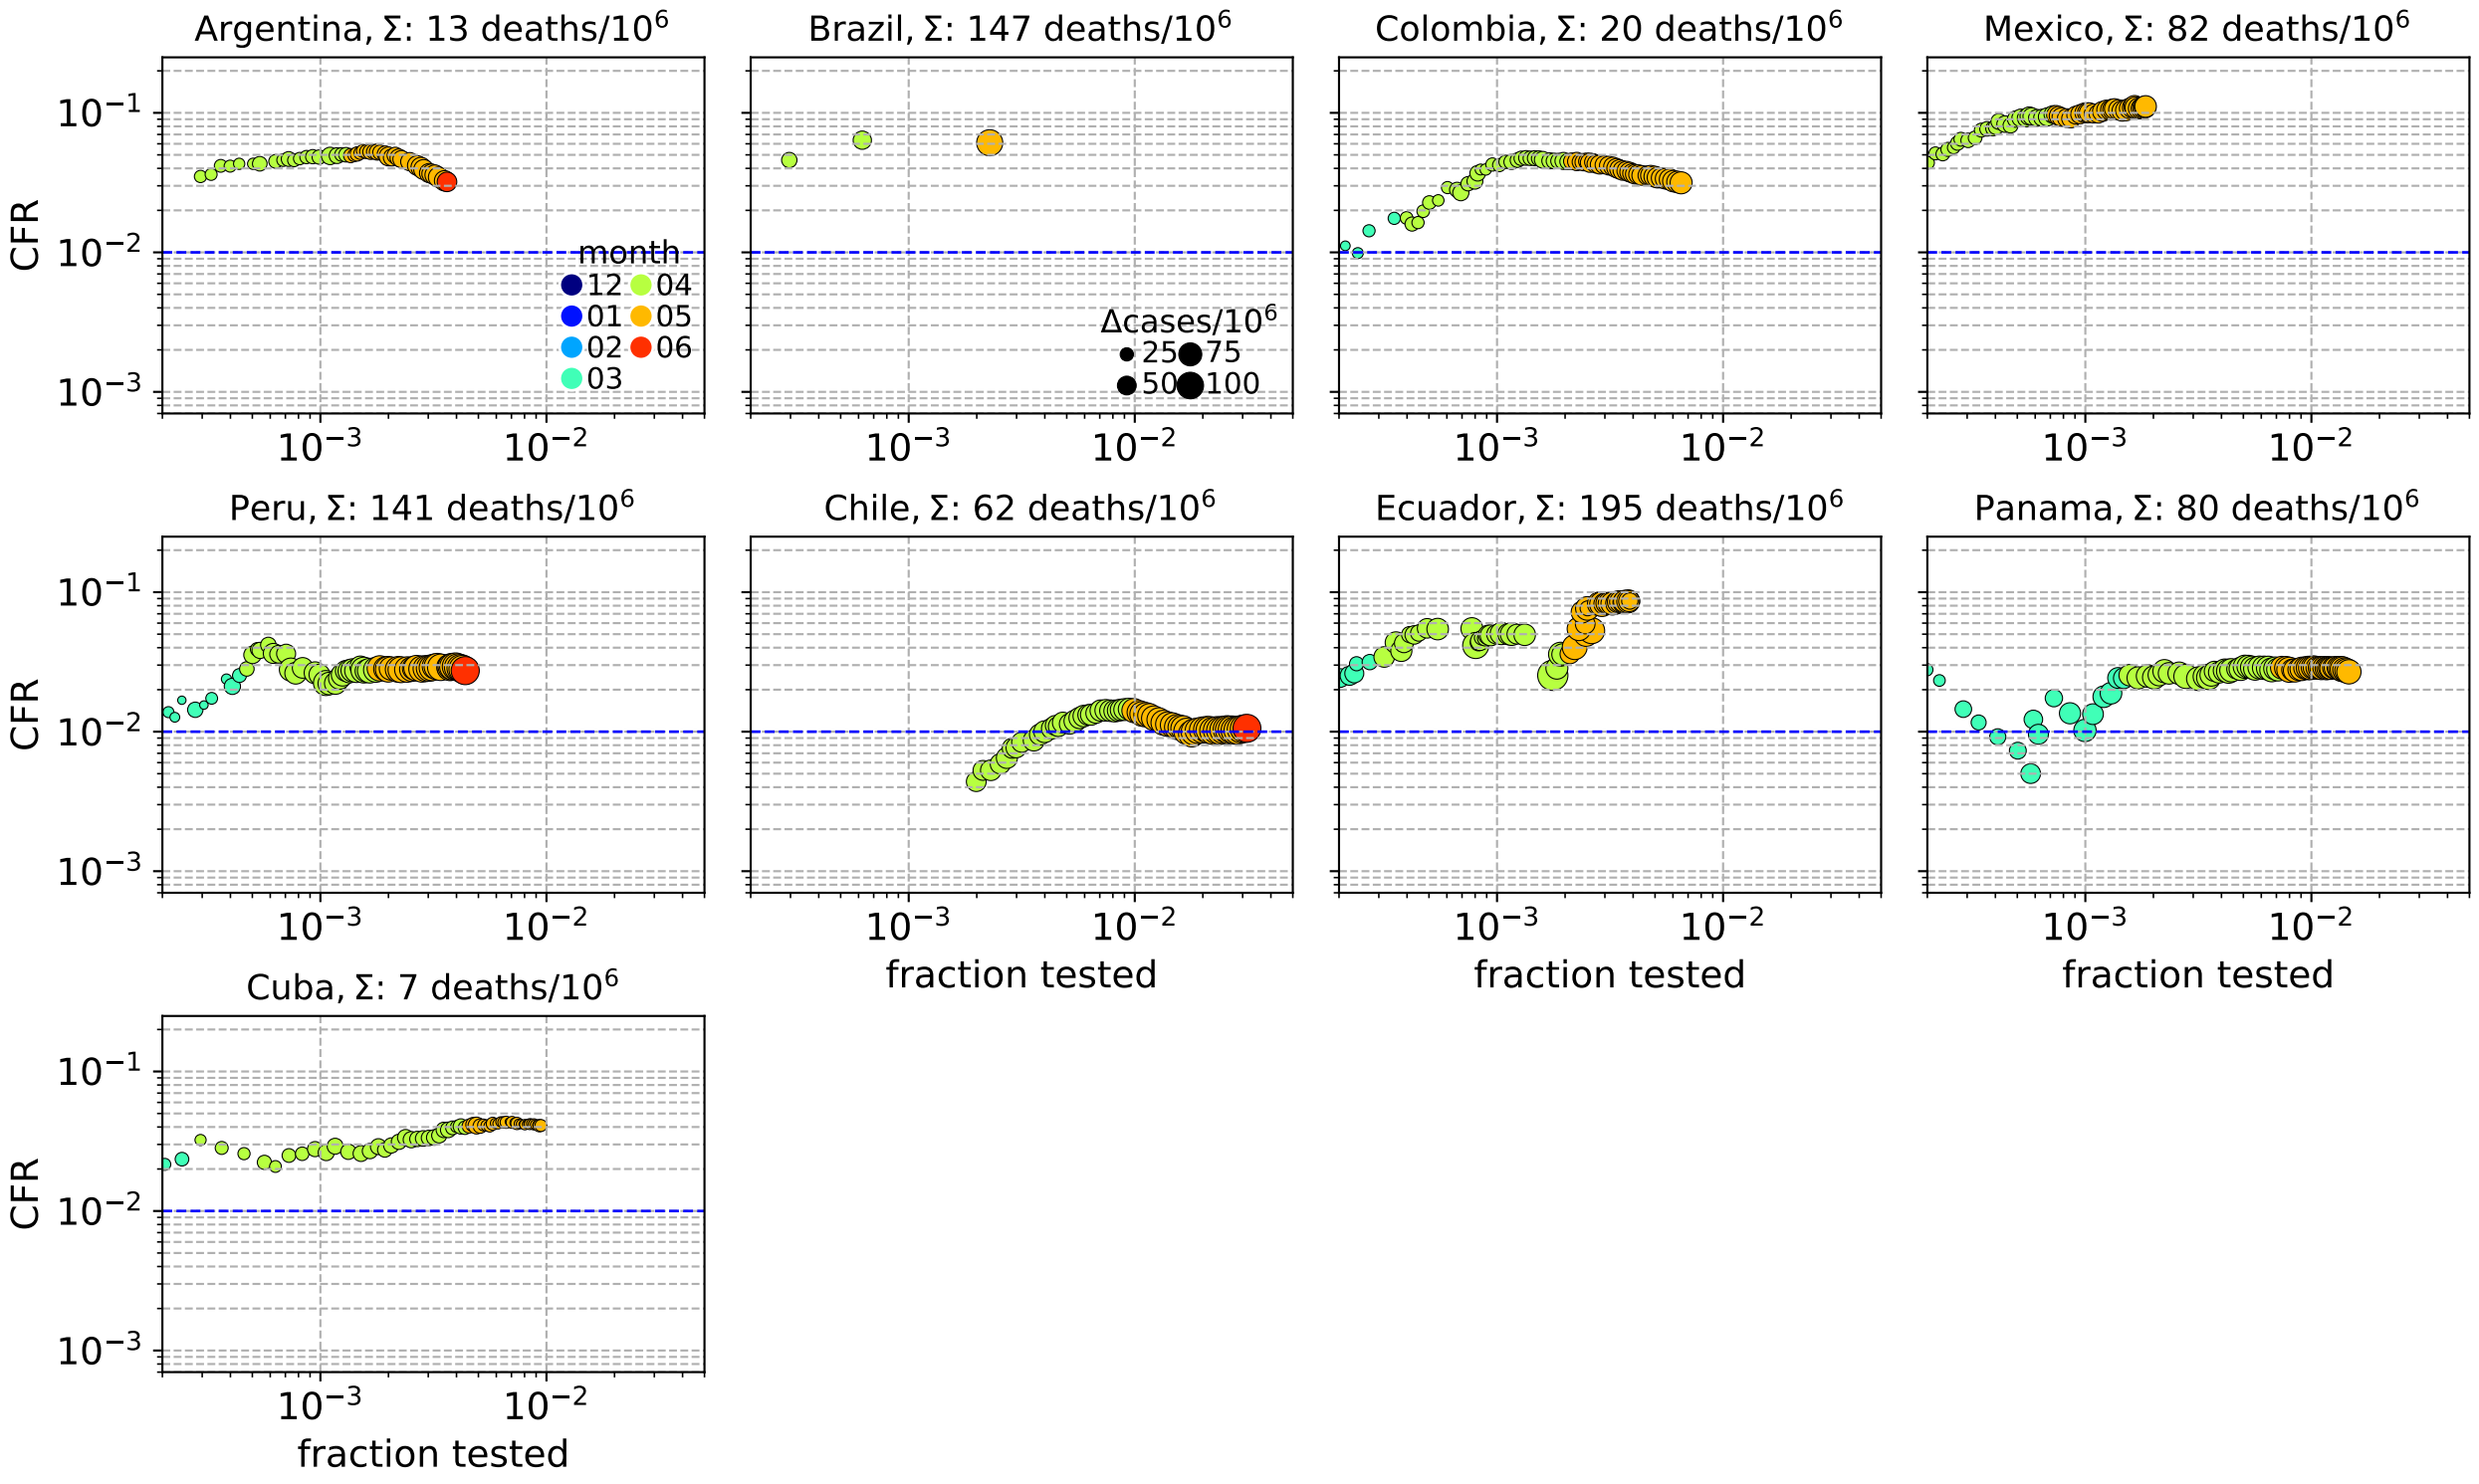 Argentina, Σ: 13 deaths/10⁶
Brazil, Σ: 147 deaths/10⁶
Colombia, Σ: 20 deaths/10⁶
Mexico, Σ: 82 deaths/10⁶
CFR
10⁻¹
10⁻²
10⁻³
month
12 04
01 05
02 06
03
Δcases/10⁶
25 75
50 100
10⁻³ 10⁻²
10⁻³ 10⁻²
10⁻³ 10⁻²
10⁻³ 10⁻²
Peru, Σ: 141 deaths/10⁶
Chile, Σ: 62 deaths/10⁶
Ecuador, Σ: 195 deaths/10⁶
Panama, Σ: 80 deaths/10⁶
CFR
10⁻¹
10⁻²
10⁻³
10⁻³ 10⁻²
10⁻³ 10⁻²
10⁻³ 10⁻²
10⁻³ 10⁻²
fraction tested
fraction tested
fraction tested
Cuba, Σ: 7 deaths/10⁶
CFR
10⁻¹
10⁻²
10⁻³
10⁻³ 10⁻²
fraction tested